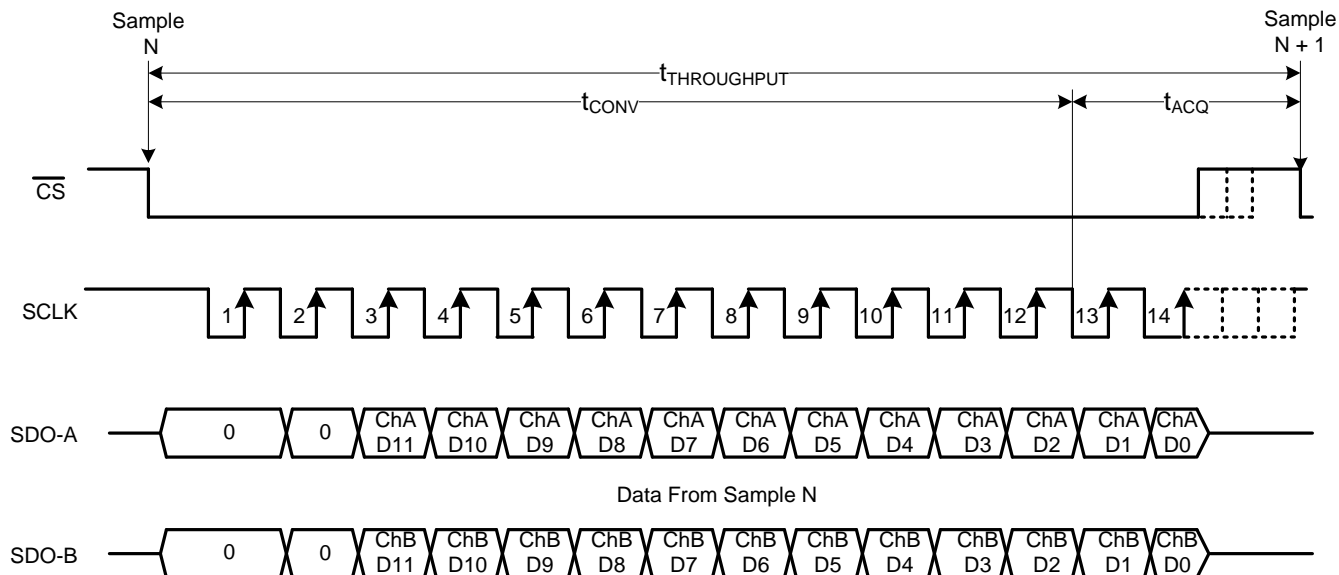 Sample
N
Sample
N + 1
tTHROUGHPUT
tCONV
tACQ
CS
SCLK
1 2 3 4 5 6 7 8 9 10 11 12 13 14
SDO-A
0 0 ChA ChA ChA ChA ChA ChA ChA ChA ChA ChA ChA ChA
D11 D10 D9 D8 D7 D6 D5 D4 D3 D2 D1 D0
Data From Sample N
SDO-B
0 0 ChB ChB ChB ChB ChB ChB ChB ChB ChB ChB ChB ChB
D11 D10 D9 D8 D7 D6 D5 D4 D3 D2 D1 D0